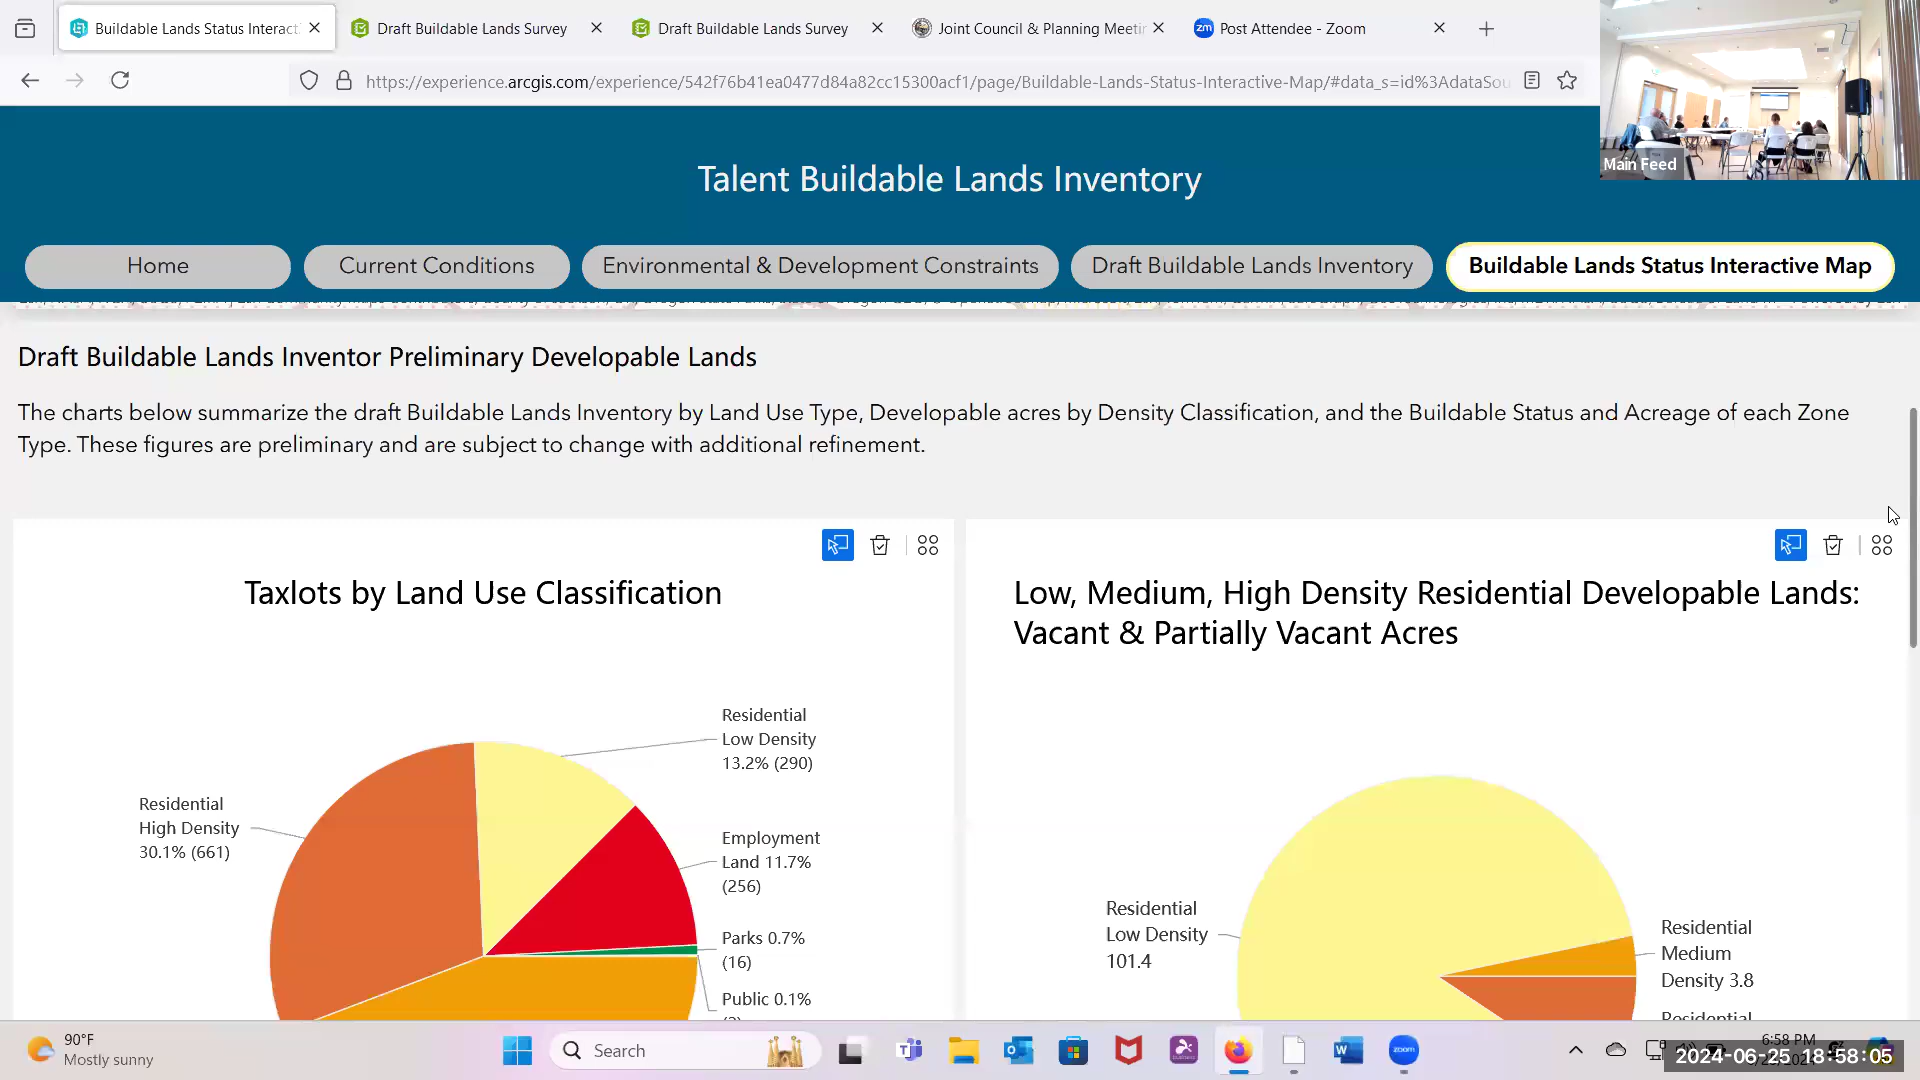 Buildable Lands Status Interact
Draft Buildable Lands Survey
Draft Buildable Lands Survey
Joint Council & Planning Meetin
Post Attendee - Zoom
https://experience.arcgis.com/experience/542f76b41ea0477d84a82cc15300acf1/page/Buildable-Lands-Status-Interactive-Map/#data_s=id%3AdataSou
Main Feed
Talent Buildable Lands Inventory
Home
Current Conditions
Environmental & Development Constraints
Draft Buildable Lands Inventory
Buildable Lands Status Interactive Map
Draft Buildable Lands Inventor Preliminary Developable Lands
The charts below summarize the draft Buildable Lands Inventory by Land Use Type, Developable acres by Density Classification, and the Buildable Status and Acreage of each Zone
Type. These figures are preliminary and are subject to change with additional refinement.
Taxlots by Land Use Classification
Residential
Low Density
13.2% (290)
Residential
High Density
30.1% (661)
Employment
Land 11.7%
(256)
Parks 0.7%
(16)
Public 0.1%
Low, Medium, High Density Residential Developable Lands:
Vacant & Partially Vacant Acres
Residential
Low Density
101.4
Residential
Medium
Density 3.8
Residential
90°F
Mostly sunny
Search
zoom
6:58 PM
2024-06-25 18:58:05